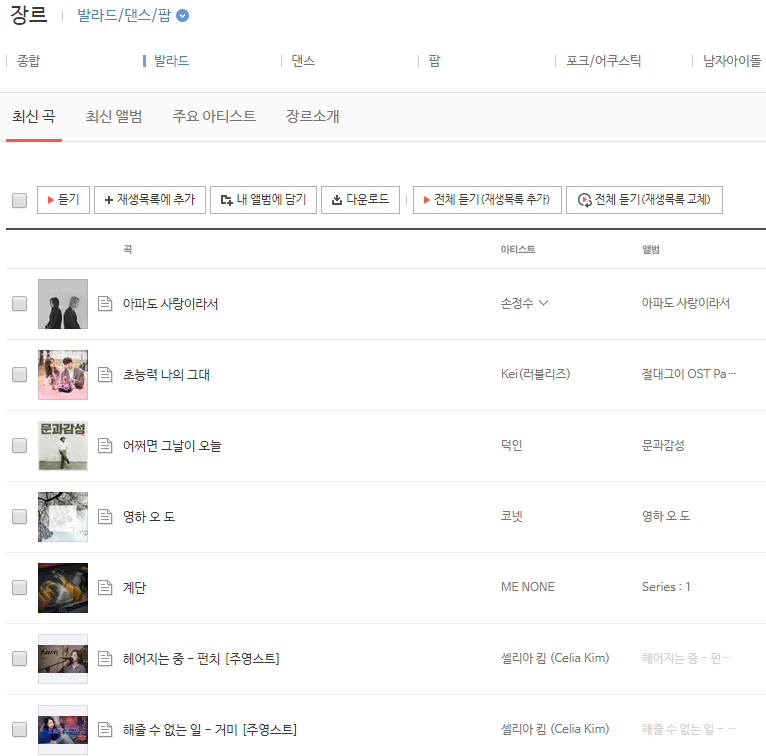 장르 발라드/댄스/팝
종합 발라드 댄스 팝 포크/어쿠스틱 남자아이돌
최신 곡 최신 앨범 주요 아티스트 장르소개
듣기 재생목록에 추가 내 앨범에 담기 다운로드 전체 듣기(재생목록 추가) 전체 듣기(재생목록 교체)
곡 아티스트 앨범
아파도 사랑이라서 손정수 아파도 사랑이라서
초능력 나의 그대 Kei(러블리즈) 절대그이 OST Pa…
문과감성
어쩌면 그날이 오늘 덕인 문과감성
영하 오 도 코넷 영하 오 도
계단 ME NONE Series : 1
헤어지는 중 – 펀치 [주영스트] 셀리아 킴 (Celia Kim) 헤어지는 중 – 펀…
해줄 수 없는 일 – 거미 [주영스트] 셀리아 킴 (Celia Kim) 해줄 수 없는 일 – …